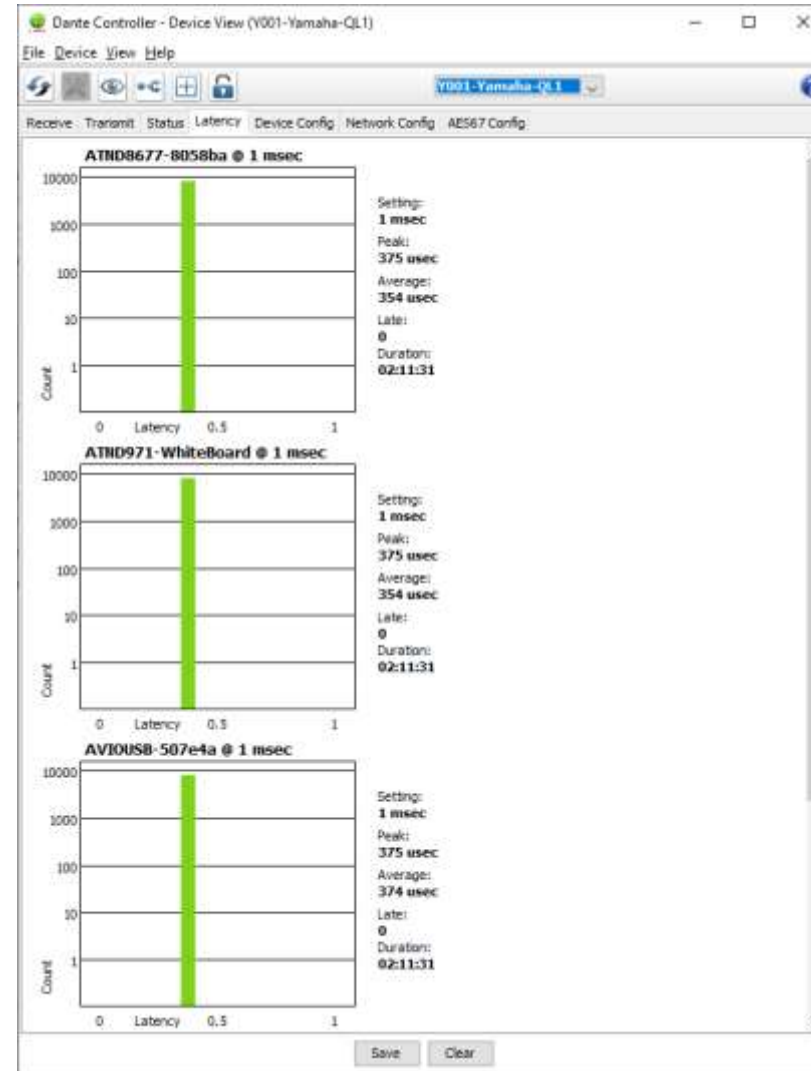 Dante Controller - Device View (Y001-Yamaha-QL1)
File Device View Help
Y001-Yamaha-QL1
Receive Transmit Status Latency Device Config Network Config AES67 Config
ATND8677-8058ba @ 1 msec
10000
1000
100
10
1
Count
0 Latency 0.5 1
Setting:
1 msec
Peak:
375 usec
Average:
354 usec
Late:
0
Duration:
02:11:31
ATND971-WhiteBoard @ 1 msec
10000
1000
100
10
1
Count
0 Latency 0.5 1
Setting:
1 msec
Peak:
375 usec
Average:
354 usec
Late:
0
Duration:
02:11:31
AVIOUSB-507e4a @ 1 msec
10000
1000
100
10
1
Count
0 Latency 0.5 1
Setting:
1 msec
Peak:
375 usec
Average:
374 usec
Late:
0
Duration:
02:11:31
Save Clear